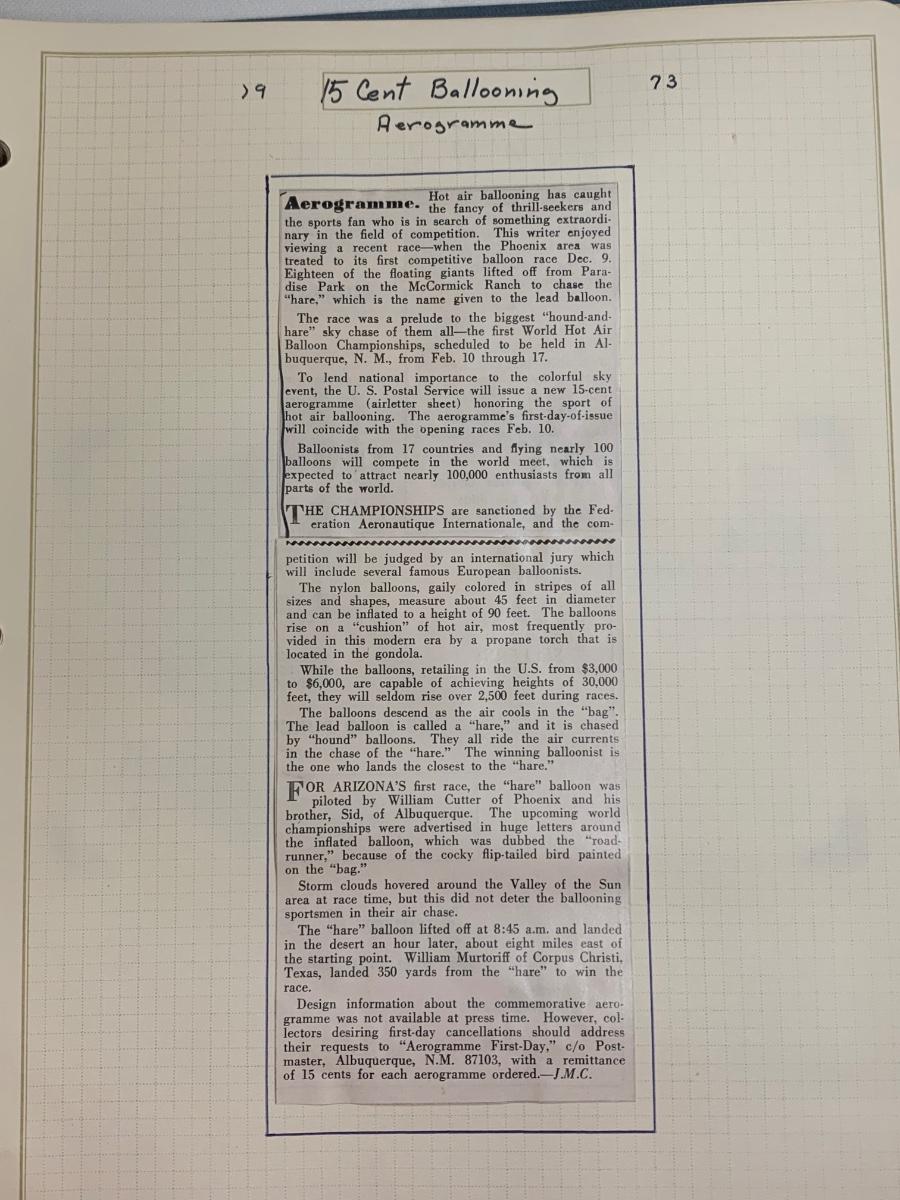 19 15 Cent Ballooning 73
Aerogramme
Aerogramme. Hot air ballooning has caught
the fancy of thrill-seekers and
the sports fan who is in search of something extraordi-
nary in the field of competition. This writer enjoyed
viewing a recent race—when the Phoenix area was
treated to its first competitive balloon race Dec. 9.
Eighteen of the floating giants lifted off from Para-
dise Park on the McCormick Ranch to chase the
“hare,” which is the name given to the lead balloon.
The race was a prelude to the biggest “hound-and-
hare” sky chase of them all—the first World Hot Air
Balloon Championships, scheduled to be held in Al-
buquerque, N. M., from Feb. 10 through 17.
To lend national importance to the colorful sky
event, the U. S. Postal Service will issue a new 15-cent
aerogramme (airletter sheet) honoring the sport of
hot air ballooning. The aerogramme’s first-day-of-issue
will coincide with the opening races Feb. 10.
Balloonists from 17 countries and flying nearly 100
balloons will compete in the world meet, which is
expected to attract nearly 100,000 enthusiasts from all
parts of the world.
THE CHAMPIONSHIPS are sanctioned by the Fed-
eration Aeronautique Internationale, and the com-
petition will be judged by an international jury which
will include several famous European balloonists.
The nylon balloons, gaily colored in stripes of all
sizes and shapes, measure about 45 feet in diameter
and can be inflated to a height of 90 feet. The balloons
rise on a “cushion” of hot air, most frequently pro-
vided in this modern era by a propane torch that is
located in the gondola.
While the balloons, retailing in the U.S. from $3,000
to $6,000, are capable of achieving heights of 30,000
feet, they will seldom rise over 2,500 feet during races.
The balloons descend as the air cools in the “bag”.
The lead balloon is called a “hare,” and it is chased
by “hound” balloons. They all ride the air currents
in the chase of the “hare.” The winning balloonist is
the one who lands the closest to the “hare.”
FOR ARIZONA’S first race, the “hare” balloon was
piloted by William Cutter of Phoenix and his
brother, Sid, of Albuquerque. The upcoming world
championships were advertised in huge letters around
the inflated balloon, which was dubbed the “road-
runner,” because of the cocky flip-tailed bird painted
on the “bag.”
Storm clouds hovered around the Valley of the Sun
area at race time, but this did not deter the ballooning
sportsmen in their air chase.
The “hare” balloon lifted off at 8:45 a.m. and landed
in the desert an hour later, about eight miles east of
the starting point. William Murtoriff of Corpus Christi,
Texas, landed 350 yards from the “hare” to win the
race.
Design information about the commemorative aero-
gramme was not available at press time. However, col-
lectors desiring first-day cancellations should address
their requests to “Aerogramme First-Day,” c/o Post-
master, Albuquerque, N.M. 87103, with a remittance
of 15 cents for each aerogramme ordered.—J.M.C.